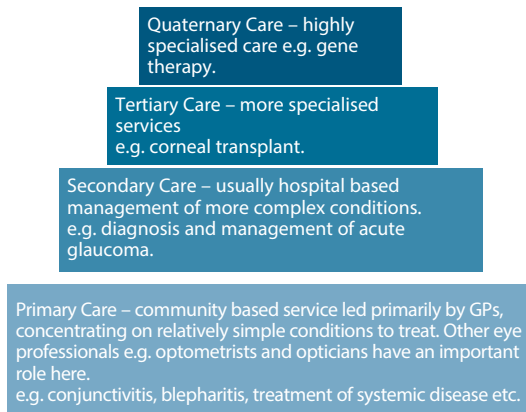 Quaternary Care – highly
specialised care e.g. gene
therapy.
Tertiary Care – more specialised
services
e.g. corneal transplant.
Secondary Care – usually hospital based
management of more complex conditions.
e.g. diagnosis and management of acute
glaucoma.
Primary Care – community based service led primarily by GPs,
concentrating on relatively simple conditions to treat. Other eye
professionals e.g. optometrists and opticians have an important
role here.
e.g. conjunctivitis, blepharitis, treatment of systemic disease etc.